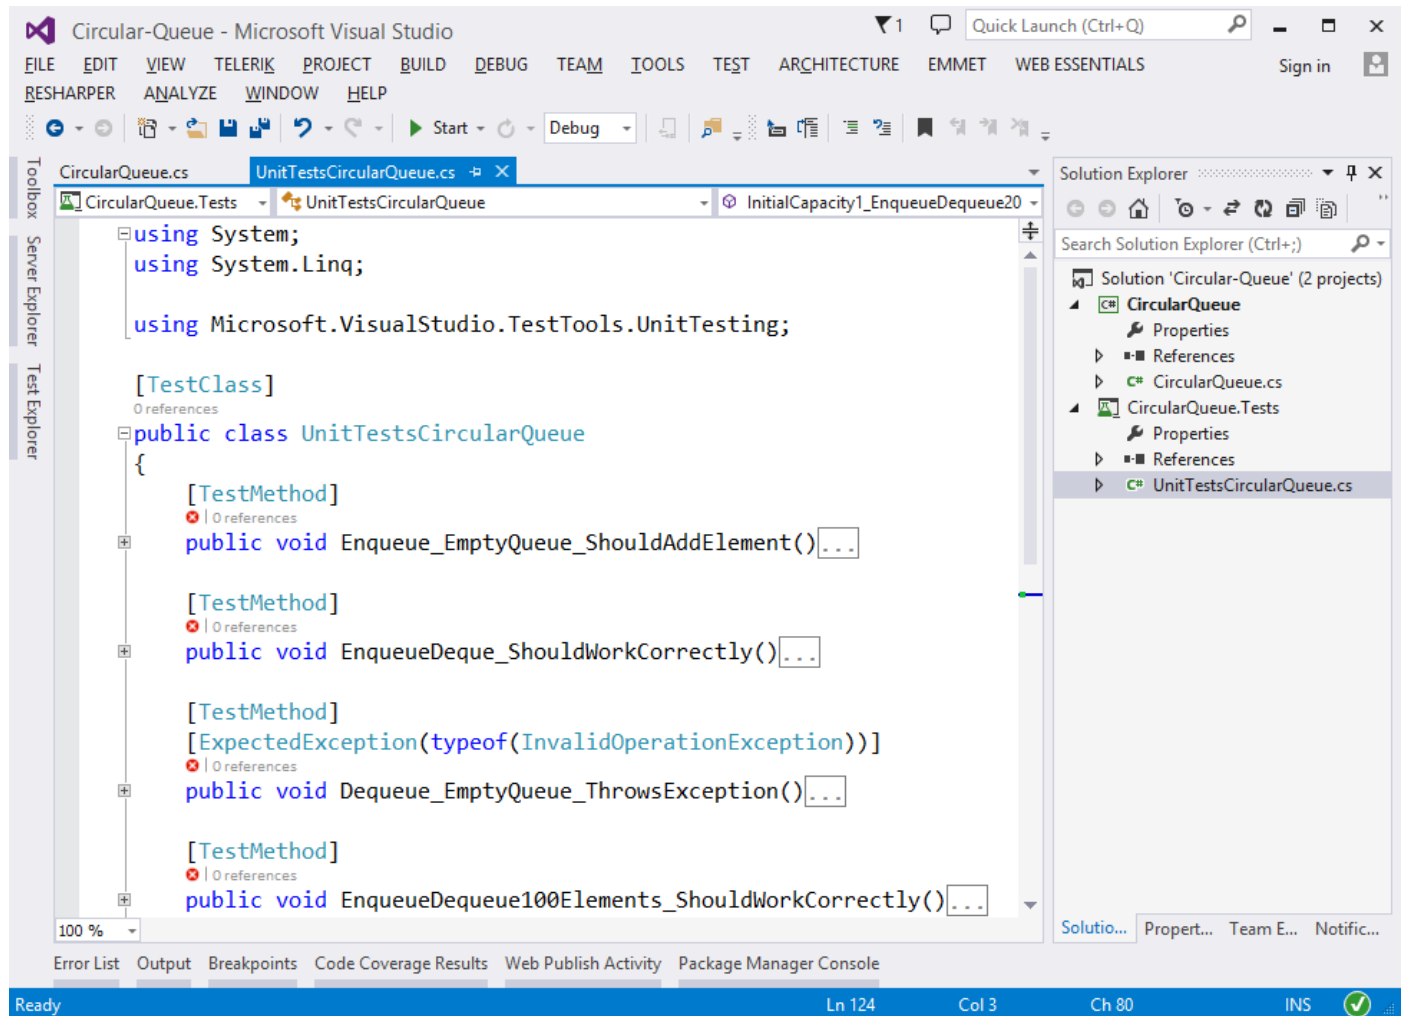 Circular-Queue - Microsoft Visual Studio
1
Quick Launch (Ctrl+Q)
FILE EDIT VIEW TELERIK PROJECT BUILD DEBUG TEAM TOOLS TEST ARCHITECTURE EMMET WEB ESSENTIALS
Sign in
RESHARPER ANALYZE WINDOW HELP
Start Debug
Toolbox
Server Explorer
Test Explorer
CircularQueue.cs UnitTestsCircularQueue.cs
CircularQueue.Tests UnitTestsCircularQueue InitialCapacity1_EnqueueDequeue20
using System;
using System.Linq;
using Microsoft.VisualStudio.TestTools.UnitTesting;
[TestClass]
0 references
public class UnitTestsCircularQueue
{
[TestMethod]
0 references
public void Enqueue_EmptyQueue_ShouldAddElement()...
[TestMethod]
0 references
public void EnqueueDeque_ShouldWorkCorrectly()...
[TestMethod]
[ExpectedException(typeof(InvalidOperationException))]
0 references
public void Dequeue_EmptyQueue_ThrowsException()...
[TestMethod]
0 references
public void EnqueueDequeue100Elements_ShouldWorkCorrectly()...
100 %
Solution Explorer
Search Solution Explorer (Ctrl+;)
Solution 'Circular-Queue' (2 projects)
C# CircularQueue
Properties
References
C# CircularQueue.cs
CircularQueue.Tests
Properties
References
C# UnitTestsCircularQueue.cs
Solutio... Propert... Team E... Notific...
Error List Output Breakpoints Code Coverage Results Web Publish Activity Package Manager Console
Ready Ln 124 Col 3 Ch 80 INS